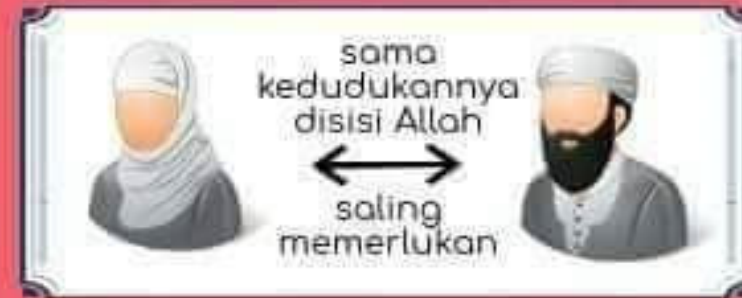 sama
kedudukannya
disisi Allah
saling
memerlukan